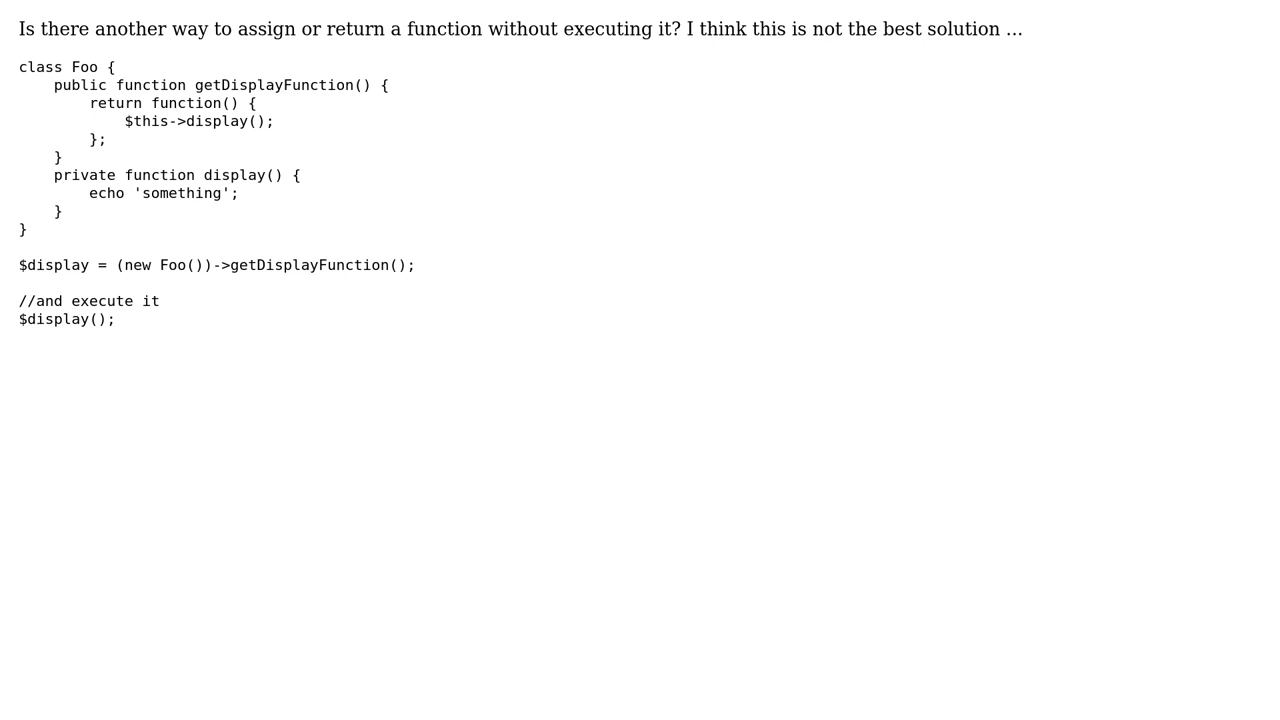 Is there another way to assign or return a function without executing it? I think this is not the best solution ...
class Foo {
    public function getDisplayFunction() {
        return function() {
            $this->display();
        };
    }
    private function display() {
        echo 'something';
    }
}

$display = (new Foo())->getDisplayFunction();

//and execute it
$display();